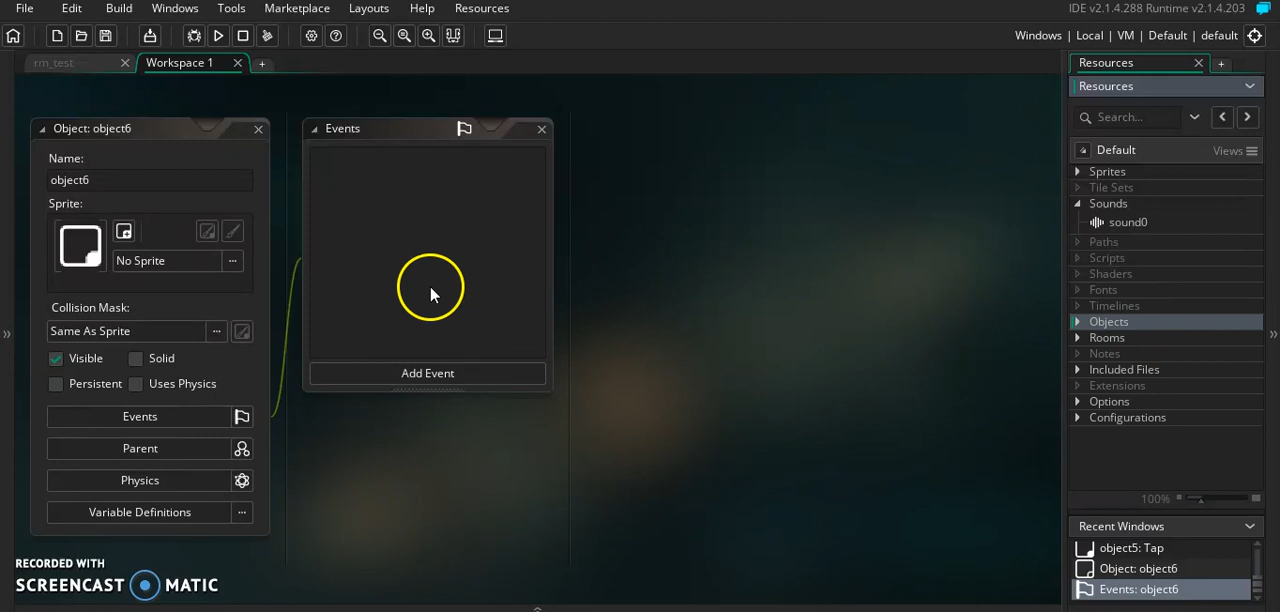 File Edit Build Windows Tools Marketplace Layouts Help Resources
IDE v2.1.4.288 Runtime v2.1.4.203
Windows | Local | VM | Default | default
rm_test Workspace 1
Resources
Resources
Search...
Default Views
Object: object6
Name:
object6
Sprite:
No Sprite ...
Collision Mask:
Same As Sprite ...
Visible Solid
Persistent Uses Physics
Events
Parent
Physics
Variable Definitions ...
Events
Add Event
Sprites
Tile Sets
Sounds
sound0
Paths
Scripts
Shaders
Fonts
Timelines
Objects
Rooms
Notes
Included Files
Extensions
Options
Configurations
100%
Recent Windows
object5: Tap
Object: object6
Events: object6
RECORDED WITH
SCREENCAST MATIC